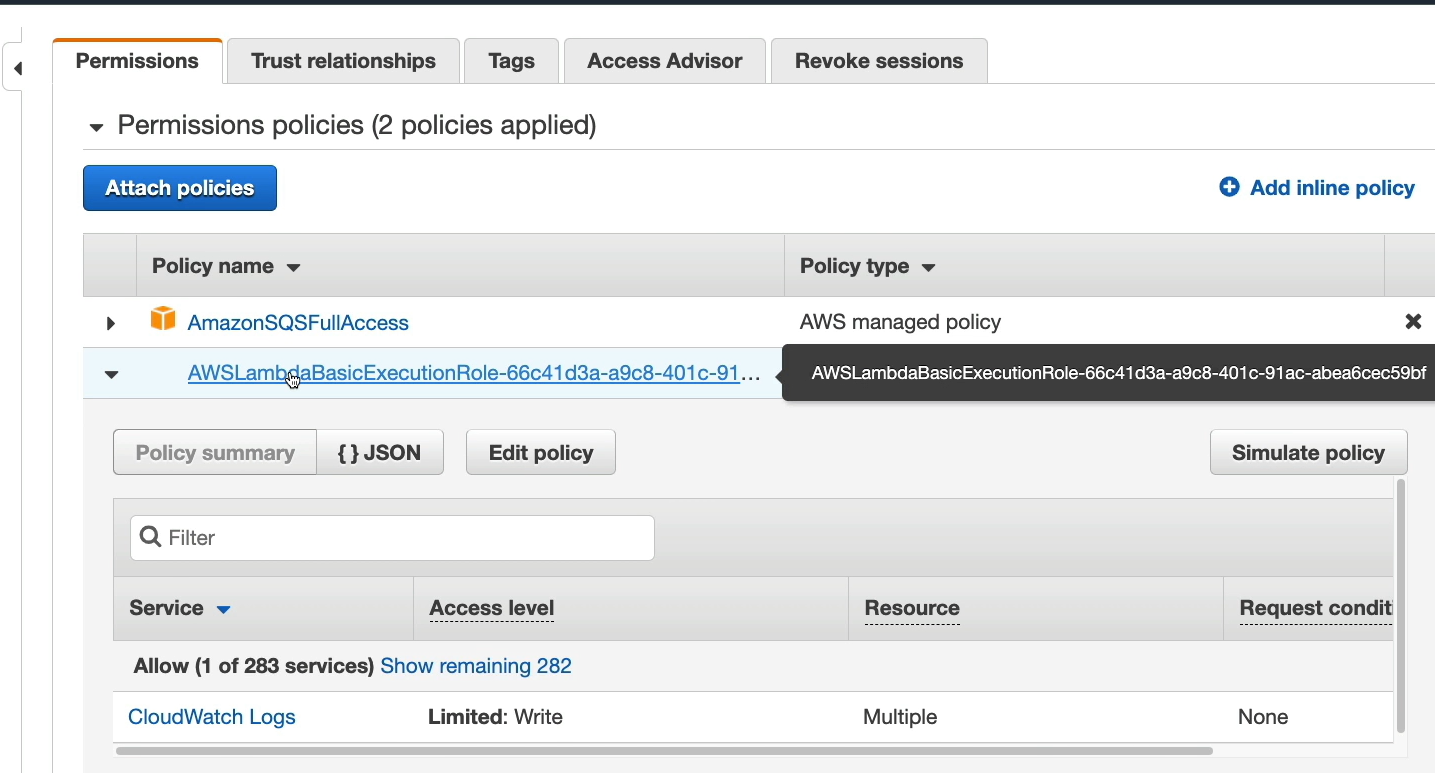 Permissions Trust relationships Tags Access Advisor Revoke sessions
Permissions policies (2 policies applied)
Attach policies Add inline policy
Policy name Policy type
AmazonSQSFullAccess AWS managed policy
AWSLambdaBasicExecutionRole-66c41d3a-a9c8-401c-91... AWSLambdaBasicExecutionRole-66c41d3a-a9c8-401c-91ac-abea6cec59bf
Policy summary { } JSON Edit policy Simulate policy
Filter
Service Access level Resource Request condit
Allow (1 of 283 services) Show remaining 282
CloudWatch Logs Limited: Write Multiple None